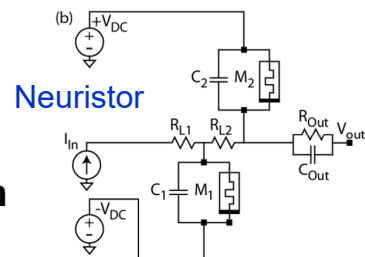 (b)
+V_DC
C_2 M_2
Neuristor
R_Out
R_L1 R_L2
V_out
I_In
C_Out
C_1 M_1
-V_DC